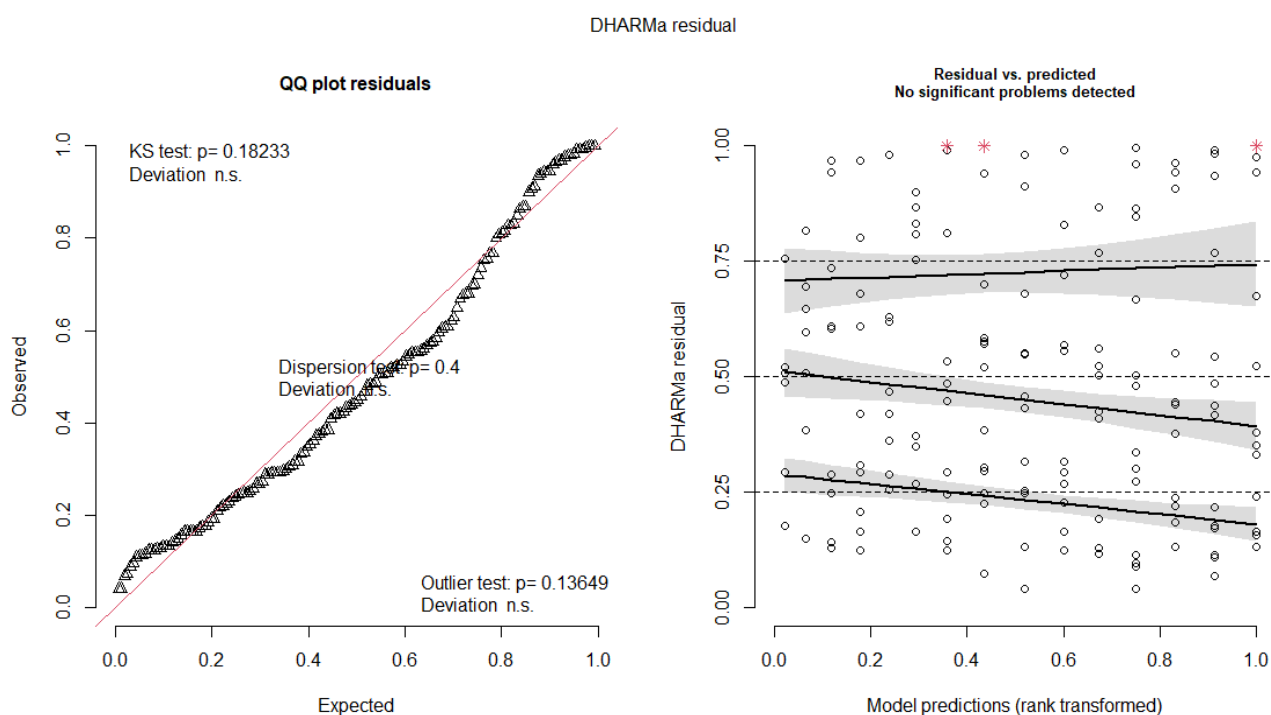 DHARMa residual
QQ plot residuals
KS test: p= 0.18233
Deviation n.s.
Dispersion test: p= 0.4
Deviation n.s.
Outlier test: p= 0.13649
Deviation n.s.
Observed
0.0
0.2
0.4
0.6
0.8
1.0
0.0 0.2 0.4 0.6 0.8 1.0
Expected
Residual vs. predicted
No significant problems detected
DHARMa residual
0.00
0.25
0.50
0.75
1.00
0.0 0.2 0.4 0.6 0.8 1.0
Model predictions (rank transformed)